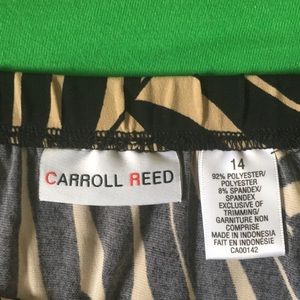 CARROLL REED
14
92% POLYESTER/
POLYESTER
8% SPANDEX/
SPANDEX
EXCLUSIVE OF
TRIMMING/
GARNITURE NON
COMPRISE
MADE IN INDONESIA
FAIT EN INDONÉSIE
CA00142